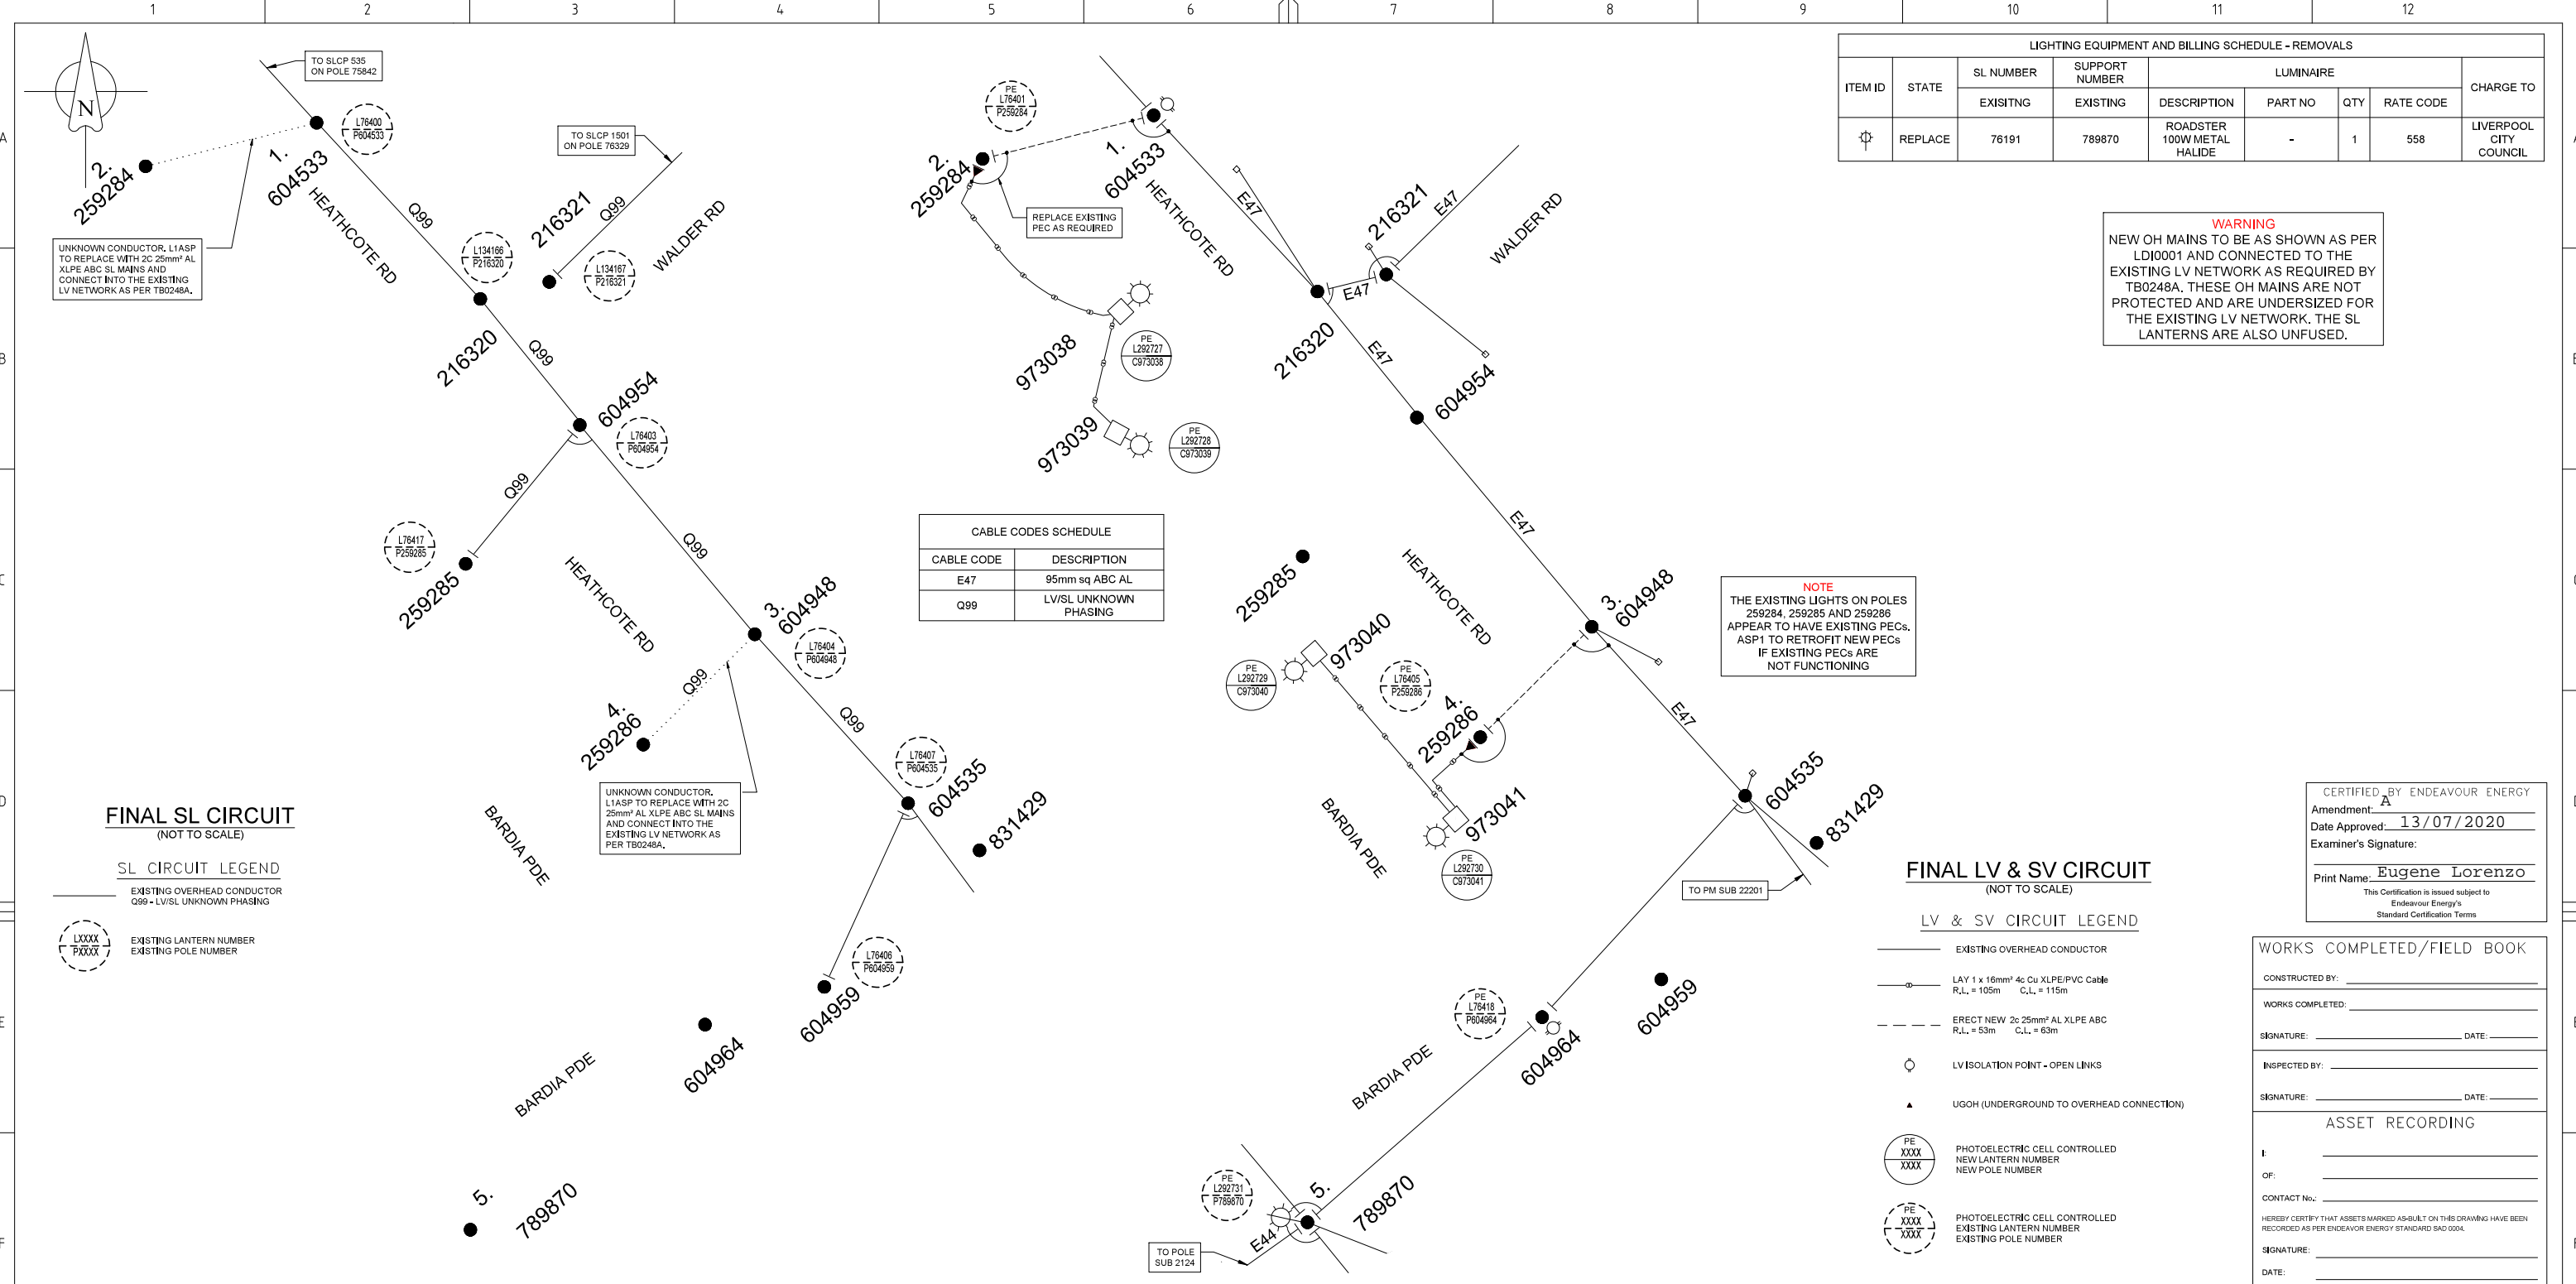 1 2 3 4 5 6 7 8 9 10 11 12
A
B
C
D
E
F
N
TO SLCP 535
ON POLE 75842
L76400
P604533
1.
604533
2.
259284
UNKNOWN CONDUCTOR. L1ASP
TO REPLACE WITH 2C 25mm² AL
XLPE ABC SL MAINS AND
CONNECT INTO THE EXISTING
LV NETWORK AS PER TB0248A.
HEATHCOTE RD
Q99
TO SLCP 1501
ON POLE 76329
216321
Q99
WALDER RD
L134166
P216320
L134167
P216321
216320
Q99
604954
L76403
P604954
Q99
L76417
P259285
259285
Q99
HEATHCOTE RD
3.
604948
L76404
P604948
Q99
4.
259286
Q99
UNKNOWN CONDUCTOR.
L1ASP TO REPLACE WITH 2C
25mm² AL XLPE ABC SL MAINS
AND CONNECT INTO THE
EXISTING LV NETWORK AS
PER TB0248A.
L76407
P604535
604535
831429
BARDIA PDE
L76406
P604959
604959
604964
BARDIA PDE
5.
789870
FINAL SL CIRCUIT
(NOT TO SCALE)
SL CIRCUIT LEGEND
EXISTING OVERHEAD CONDUCTOR
Q99 - LV/SL UNKNOWN PHASING
LXXXX
PXXXX
EXISTING LANTERN NUMBER
EXISTING POLE NUMBER
CABLE CODES SCHEDULE
CABLE CODE DESCRIPTION
E47 95mm sq ABC AL
Q99 LV/SL UNKNOWN
PHASING
PE
L76401
P259284
2.
259284
1.
604533
REPLACE EXISTING
PEC AS REQUIRED
HEATHCOTE RD
E47
216321
E47
WALDER RD
E47
973038
PE
L292727
C973038
973039
PE
L292728
C973039
216320
E47
604954
E47
259285
HEATHCOTE RD
3.
604948
973040
PE
L292729
C973040
PE
L76405
P259286
4.
259286
E47
973041
PE
L292730
C973041
BARDIA PDE
604535
831429
TO PM SUB 22201
PE
L76418
P604964
604964
604959
BARDIA PDE
PE
L292731
P789870
5.
789870
E44
TO POLE
SUB 2124
LIGHTING EQUIPMENT AND BILLING SCHEDULE - REMOVALS
ITEM ID STATE SL NUMBER SUPPORT NUMBER LUMINAIRE CHARGE TO
EXISITNG EXISTING DESCRIPTION PART NO QTY RATE CODE
REPLACE 76191 789870 ROADSTER 100W METAL HALIDE - 1 558 LIVERPOOL CITY COUNCIL
WARNING
NEW OH MAINS TO BE AS SHOWN AS PER
LDI0001 AND CONNECTED TO THE
EXISTING LV NETWORK AS REQUIRED BY
TB0248A. THESE OH MAINS ARE NOT
PROTECTED AND ARE UNDERSIZED FOR
THE EXISTING LV NETWORK. THE SL
LANTERNS ARE ALSO UNFUSED.
NOTE
THE EXISTING LIGHTS ON POLES
259284, 259285 AND 259286
APPEAR TO HAVE EXISTING PECs.
ASP1 TO RETROFIT NEW PECs
IF EXISTING PECs ARE
NOT FUNCTIONING
FINAL LV & SV CIRCUIT
(NOT TO SCALE)
LV & SV CIRCUIT LEGEND
EXISTING OVERHEAD CONDUCTOR
LAY 1 x 16mm² 4c Cu XLPE/PVC Cable
R.L. = 105m C.L. = 115m
ERECT NEW 2c 25mm² AL XLPE ABC
R.L. = 53m C.L. = 63m
LV ISOLATION POINT - OPEN LINKS
UGOH (UNDERGROUND TO OVERHEAD CONNECTION)
PE
XXXX
XXXX
PHOTOELECTRIC CELL CONTROLLED
NEW LANTERN NUMBER
NEW POLE NUMBER
PE
XXXX
XXXX
PHOTOELECTRIC CELL CONTROLLED
EXISTING LANTERN NUMBER
EXISTING POLE NUMBER
CERTIFIED BY ENDEAVOUR ENERGY
Amendment: A
Date Approved: 13/07/2020
Examiner's Signature:
Print Name: Eugene Lorenzo
This Certification is issued subject to
Endeavour Energy's
Standard Certification Terms
WORKS COMPLETED/FIELD BOOK
CONSTRUCTED BY:
WORKS COMPLETED:
SIGNATURE: DATE:
INSPECTED BY:
SIGNATURE: DATE:
ASSET RECORDING
I:
OF:
CONTACT No.:
HEREBY CERTIFY THAT ASSETS MARKED AS-BUILT ON THIS DRAWING HAVE BEEN
RECORDED AS PER ENDEAVOR ENERGY STANDARD SAD 0004.
SIGNATURE:
DATE: